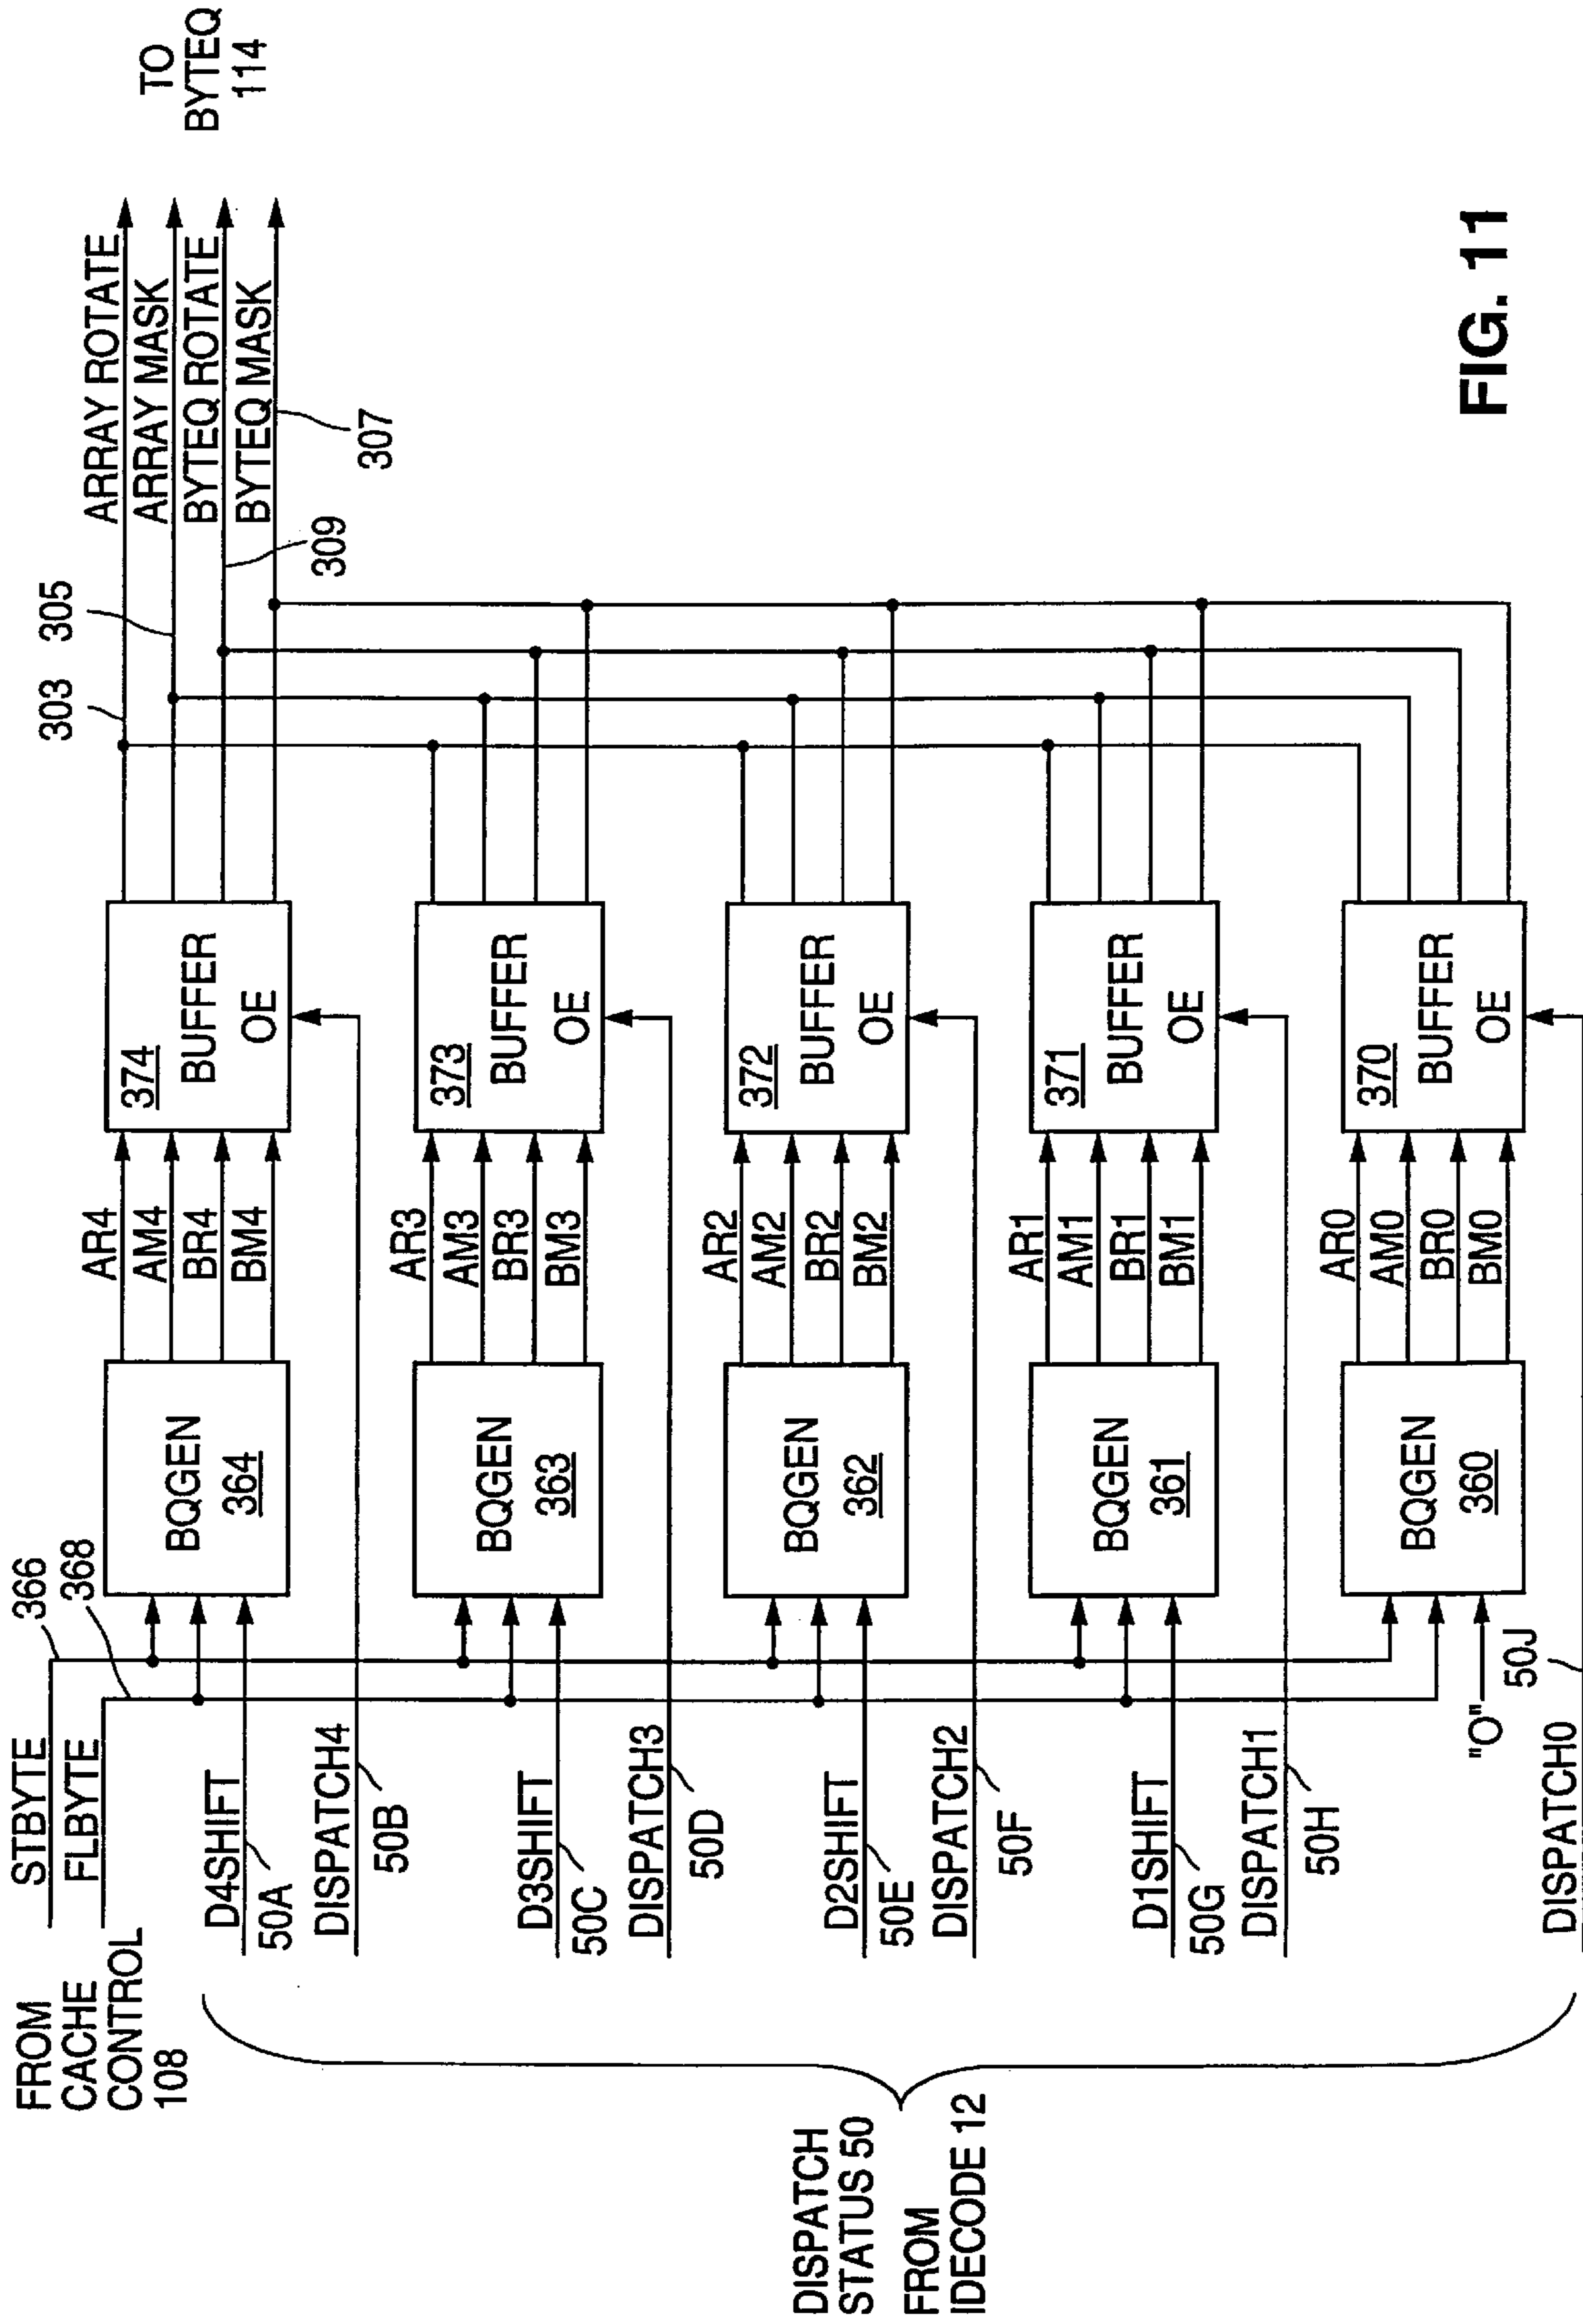 FROM
CACHE
CONTROL
108
STBYTE
FLBYTE
366
368
D4SHIFT
50A
DISPATCH4
50B
BQGEN
364
AR4
AM4
BR4
BM4
374
BUFFER
OE
303
305
309
307
ARRAY ROTATE
ARRAY MASK
BYTEQ ROTATE
BYTEQ MASK
TO
BYTEQ
114
D3SHIFT
50C
DISPATCH3
50D
BQGEN
363
AR3
AM3
BR3
BM3
373
BUFFER
OE
DISPATCH
STATUS 50
FROM
IDECODE 12
D2SHIFT
50E
DISPATCH2
50F
BQGEN
362
AR2
AM2
BR2
BM2
372
BUFFER
OE
D1SHIFT
50G
DISPATCH1
50H
BQGEN
361
AR1
AM1
BR1
BM1
371
BUFFER
OE
"O"
50J
DISPATCH0
BQGEN
360
AR0
AM0
BR0
BM0
370
BUFFER
OE
FIG. 11